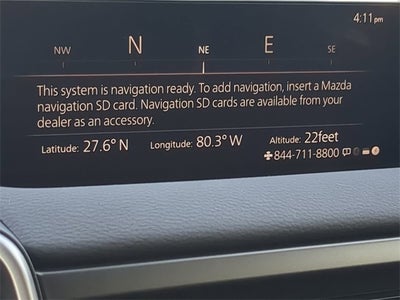 4:11pm
NW N NE E SE
This system is navigation ready. To add navigation, insert a Mazda
navigation SD card. Navigation SD cards are available from your
dealer as an accessory.
Latitude: 27.6° N Longitude: 80.3° W Altitude: 22feet
844-711-8800